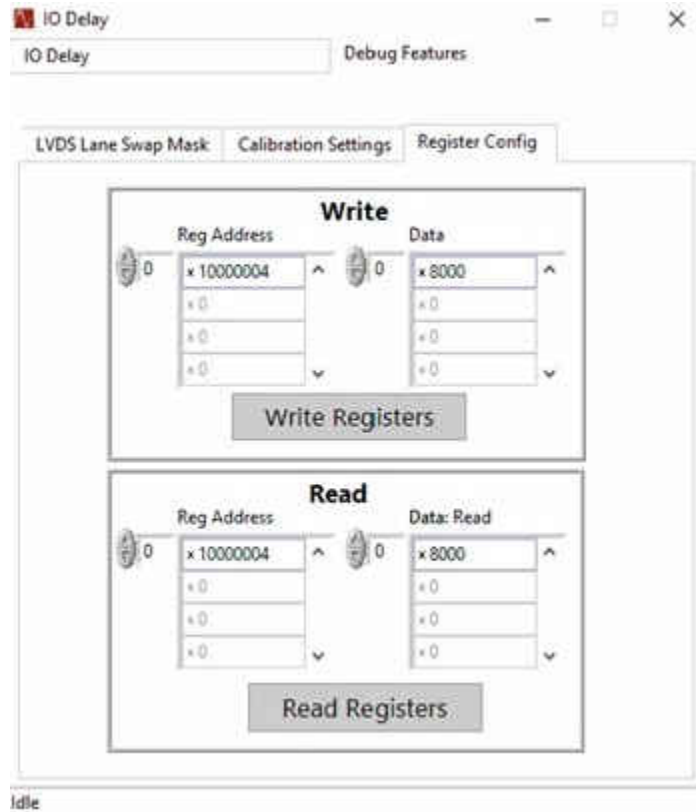 IO Delay
IO Delay Debug Features
LVDS Lane Swap Mask Calibration Settings Register Config
Write
Reg Address Data
0 x 10000004 0 x 8000
x 0 x 0
x 0 x 0
x 0 x 0
Write Registers
Read
Reg Address Data: Read
0 x 10000004 0 x 8000
x 0 x 0
x 0 x 0
x 0 x 0
Read Registers
Idle